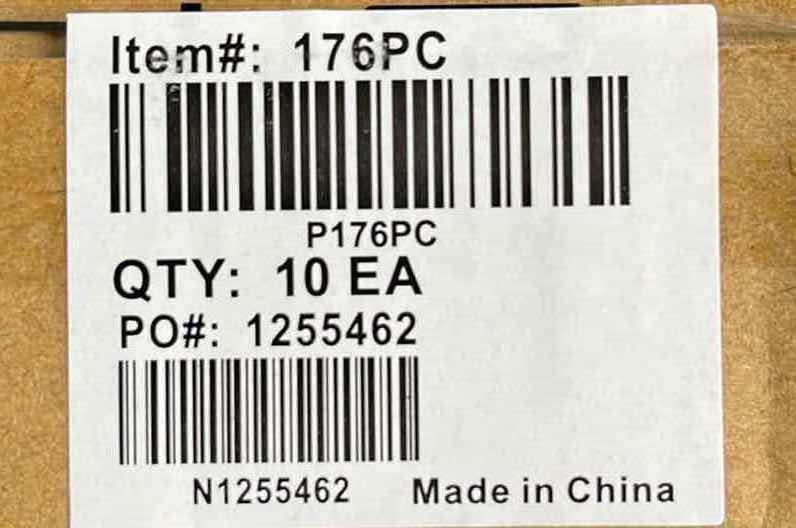 Item#: 176PC
P176PC
QTY: 10 EA
PO#: 1255462
N1255462 Made in China